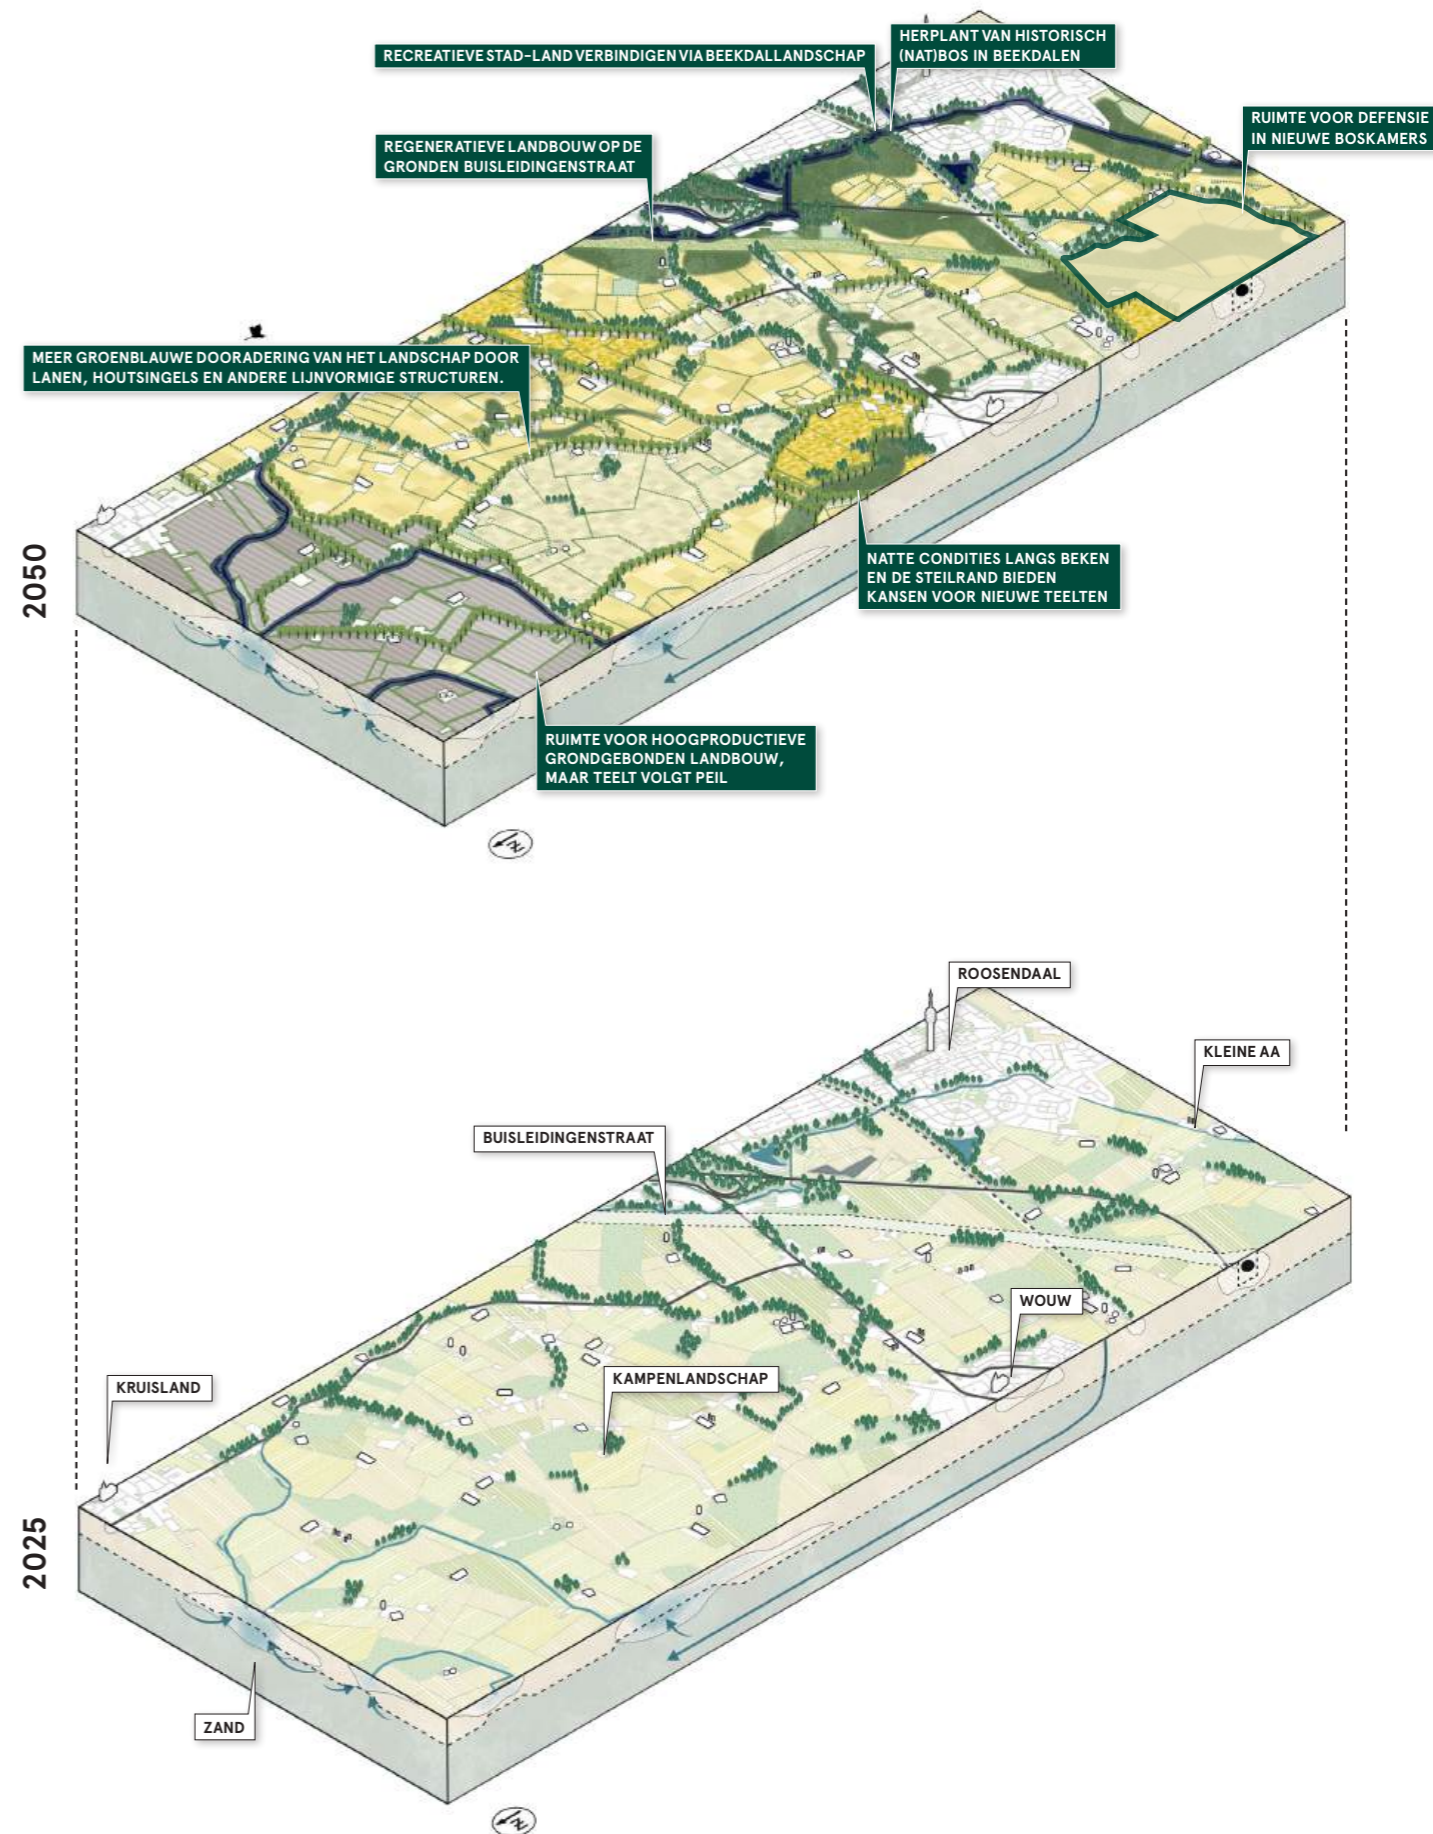 RECREATIEVE STAD-LAND VERBINDIGEN VIA BEEKDALLANDSCHAP
HERPLANT VAN HISTORISCH
(NAT)BOS IN BEEKDALEN
RUIMTE VOOR DEFENSIE
IN NIEUWE BOSKAMERS
REGENERATIEVE LANDBOUW OP DE
GRONDEN BUISLEIDINGENSTRAAT
MEER GROENBLAUWE DOORADERING VAN HET LANDSCHAP DOOR
LANEN, HOUTSINGELS EN ANDERE LIJNVORMIGE STRUCTUREN.
2050
NATTE CONDITIES LANGS BEKEN
EN DE STEILRAND BIEDEN
KANSEN VOOR NIEUWE TEELTEN
RUIMTE VOOR HOOGPRODUCTIEVE
GRONDGEBONDEN LANDBOUW,
MAAR TEELT VOLGT PEIL
N
ROOSENDAAL
KLEINE AA
BUISLEIDINGENSTRAAT
WOUW
KAMPENLANDSCHAP
KRUISLAND
2025
ZAND
N